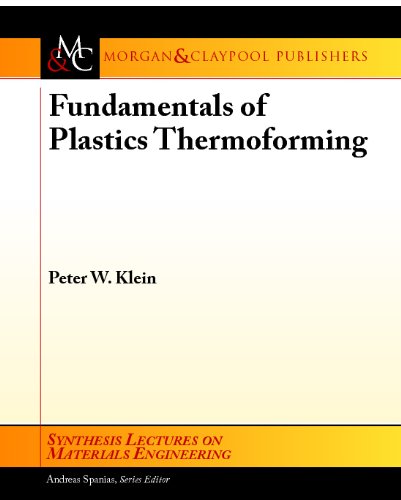 M
&C
MORGAN&CLAYPOOL PUBLISHERS
Fundamentals of
Plastics Thermoforming
Peter W. Klein
SYNTHESIS LECTURES ON
MATERIALS ENGINEERING
Andreas Spanias, Series Editor